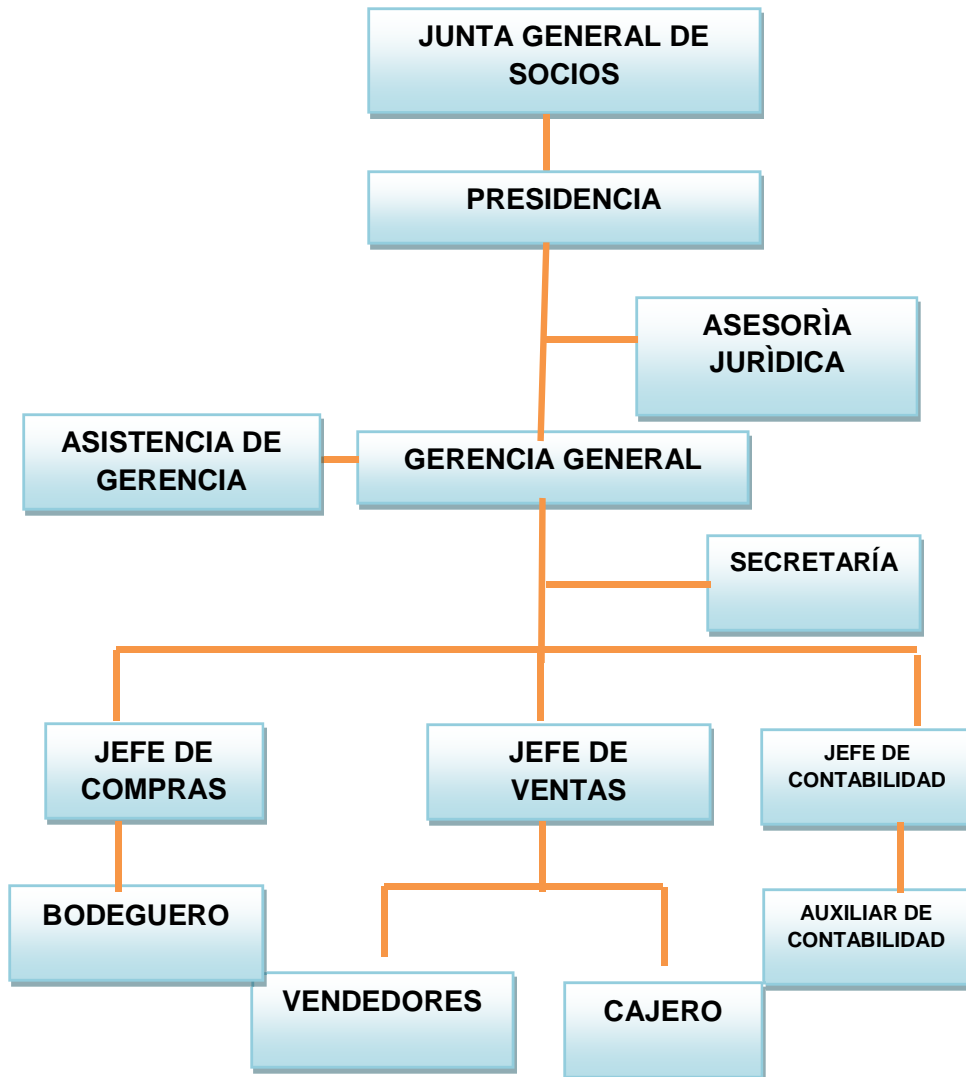 JUNTA GENERAL DE
SOCIOS
PRESIDENCIA
ASESORÌA
JURÌDICA
ASISTENCIA DE
GERENCIA
GERENCIA GENERAL
SECRETARÍA
JEFE DE
COMPRAS
JEFE DE
VENTAS
JEFE DE
CONTABILIDAD
BODEGUERO
AUXILIAR DE
CONTABILIDAD
VENDEDORES
CAJERO